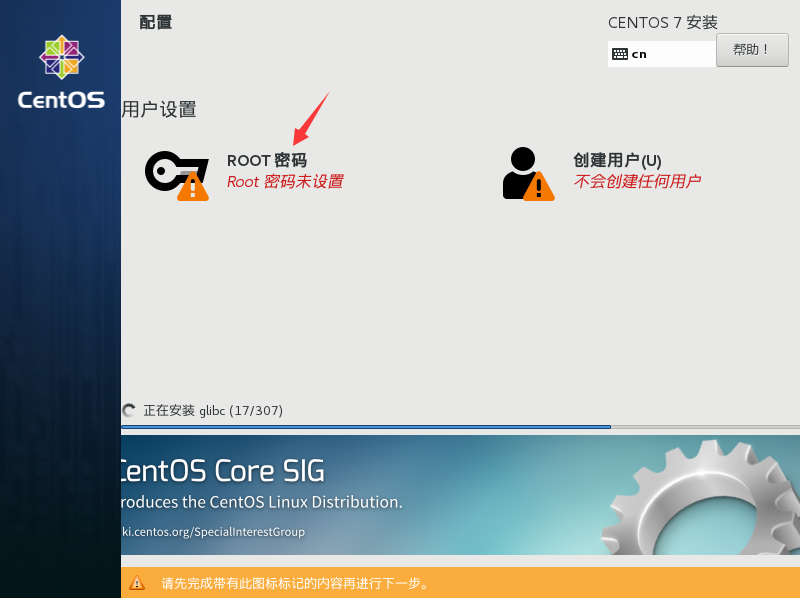 配置
CENTOS 7 安装
cn
帮助！
CentOS
用户设置
ROOT 密码
Root 密码未设置
创建用户(U)
不会创建任何用户
正在安装 glibc (17/307)
CentOS Core SIG
roduces the CentOS Linux Distribution.
ki.centos.org/SpecialInterestGroup
请先完成带有此图标标记的内容再进行下一步。